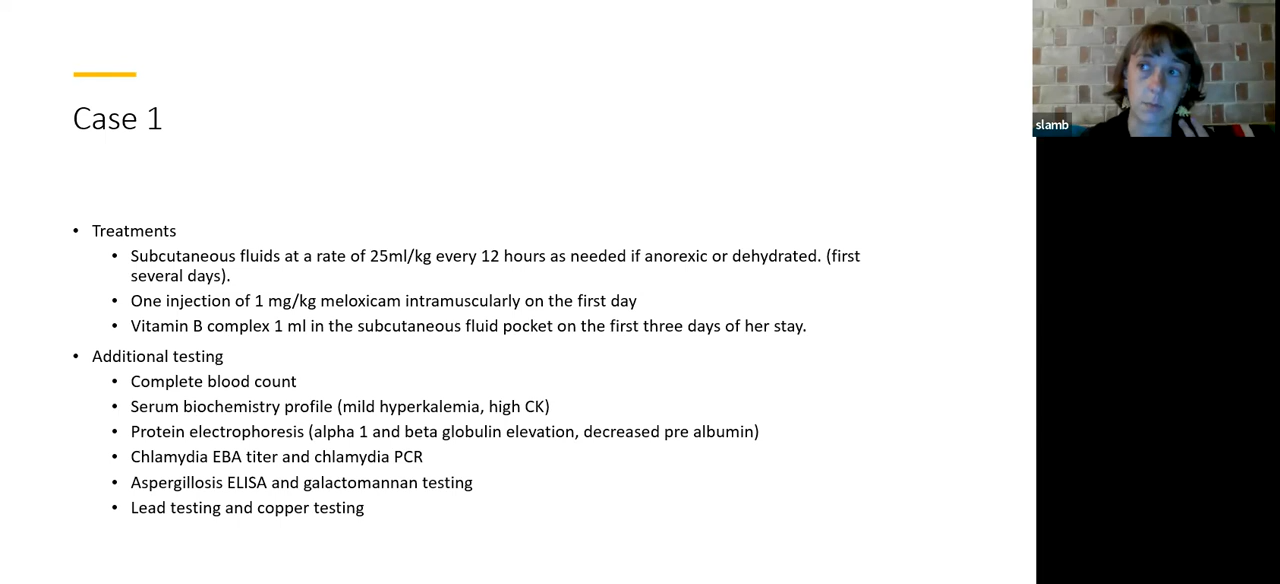 slamb
Case 1
• Treatments
• Subcutaneous fluids at a rate of 25ml/kg every 12 hours as needed if anorexic or dehydrated. (first
several days).
• One injection of 1 mg/kg meloxicam intramuscularly on the first day
• Vitamin B complex 1 ml in the subcutaneous fluid pocket on the first three days of her stay.
• Additional testing
• Complete blood count
• Serum biochemistry profile (mild hyperkalemia, high CK)
• Protein electrophoresis (alpha 1 and beta globulin elevation, decreased pre albumin)
• Chlamydia EBA titer and chlamydia PCR
• Aspergillosis ELISA and galactomannan testing
• Lead testing and copper testing